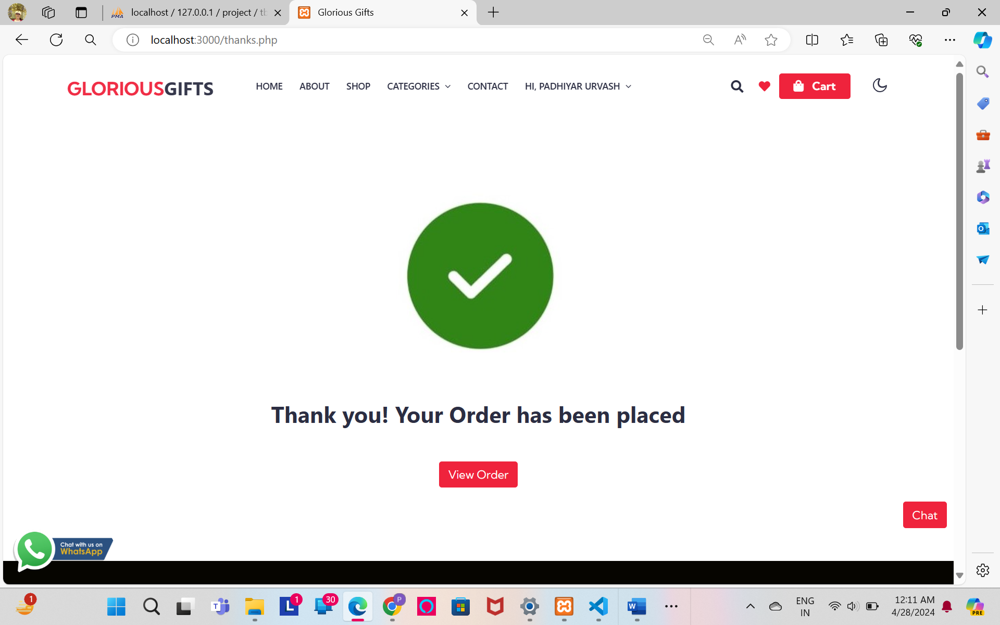 localhost / 127.0.0.1 / project / tb
Glorious Gifts
localhost:3000/thanks.php
GLORIOUSGIFTS
HOME ABOUT SHOP CATEGORIES CONTACT HI, PADHIYAR URVASH
Cart
Thank you! Your Order has been placed
View Order
Chat
Chat with us on
WhatsApp
1
1
30
P
ENG
IN
12:11 AM
4/28/2024
PRE